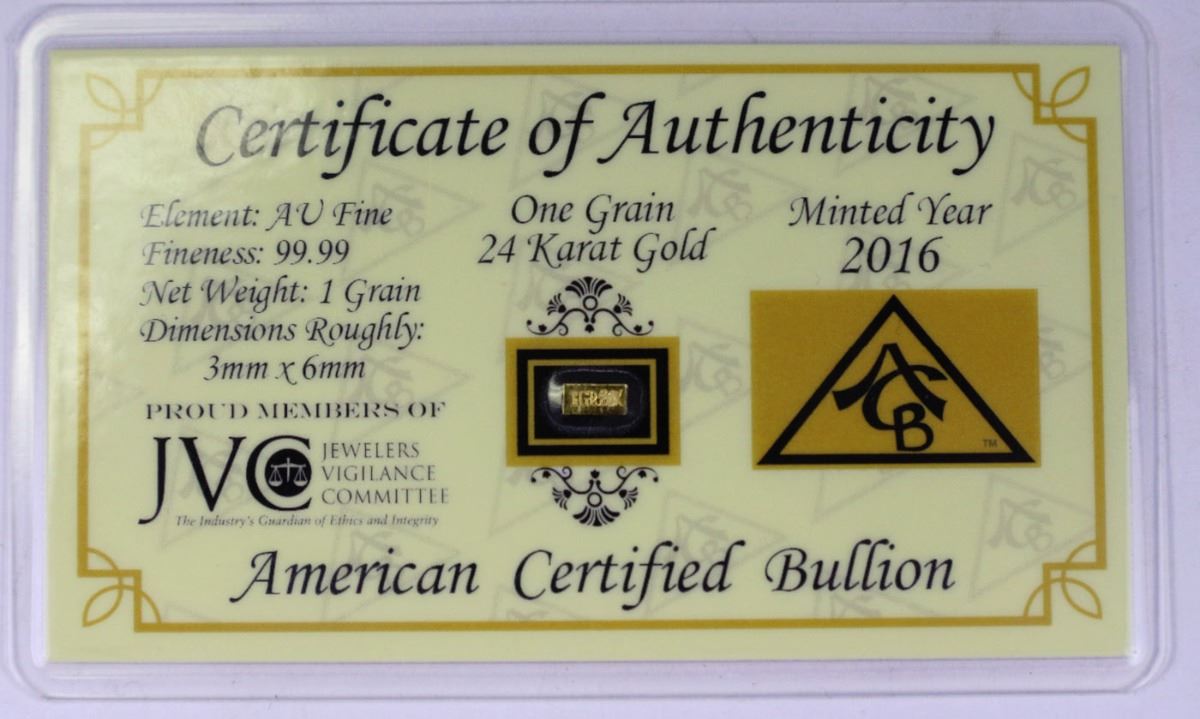 Certificate of Authenticity
Element: AU Fine
Fineness: 99.99
Net Weight: 1 Grain
Dimensions Roughly:
3mm x 6mm
PROUD MEMBERS OF
JVC
JEWELERS
VIGILANCE
COMMITTEE
The Industry's Guardian of Ethics and Integrity
One Grain
24 Karat Gold
Minted Year
2016
ACB
TM
American Certified Bullion